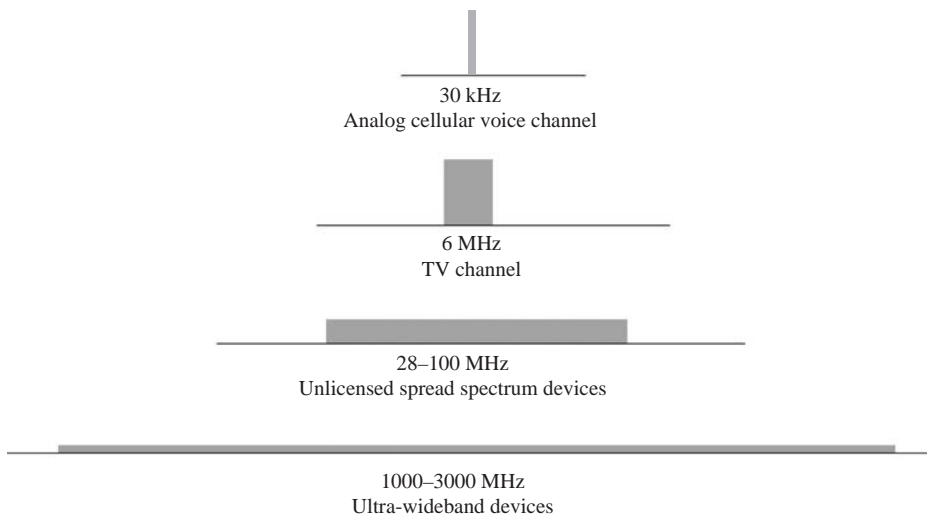 30 kHz
Analog cellular voice channel
6 MHz
TV channel
28–100 MHz
Unlicensed spread spectrum devices
1000–3000 MHz
Ultra-wideband devices